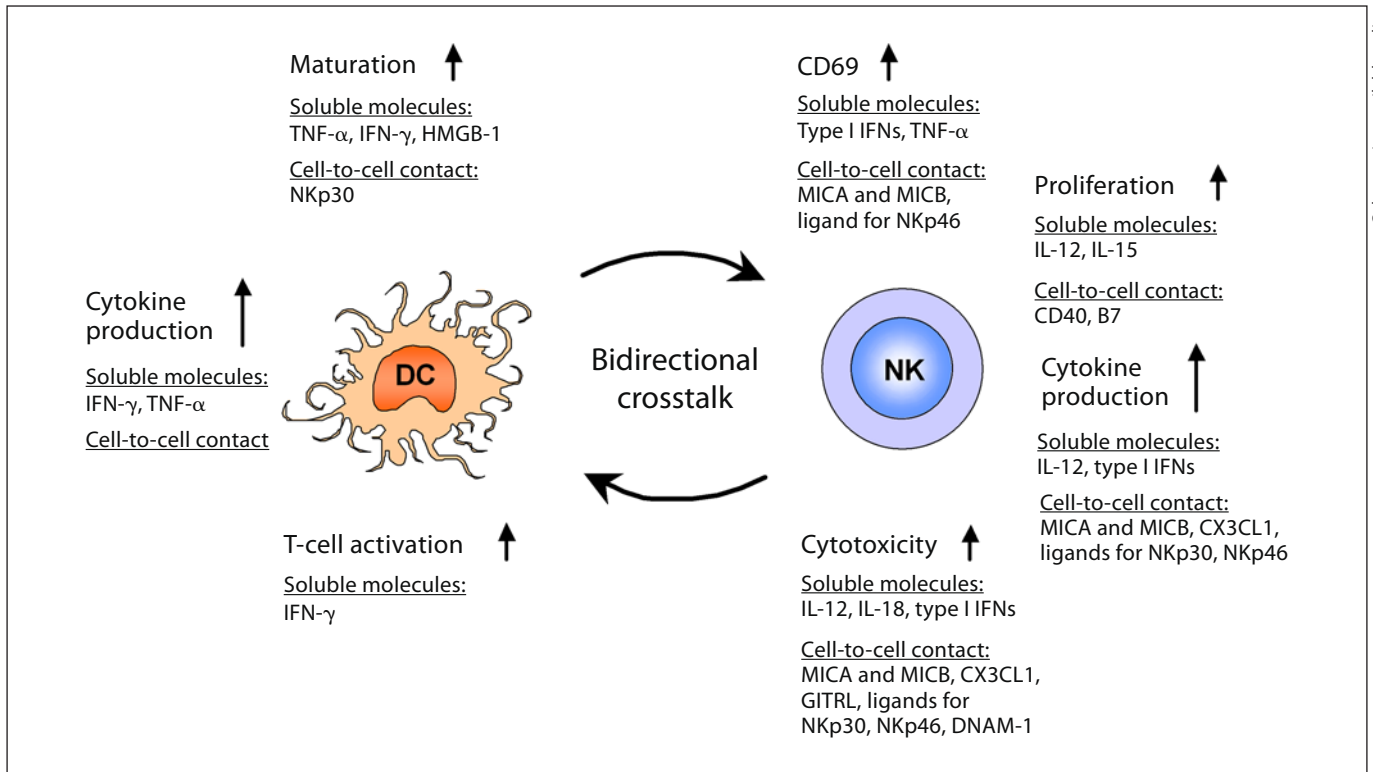 Maturation
Soluble molecules:
TNF-α, IFN-γ, HMGB-1
Cell-to-cell contact:
NKp30
Cytokine
production
Soluble molecules:
IFN-γ, TNF-α
Cell-to-cell contact
DC
T-cell activation
Soluble molecules:
IFN-γ
Bidirectional
crosstalk
CD69
Soluble molecules:
Type I IFNs, TNF-α
Cell-to-cell contact:
MICA and MICB,
ligand for NKp46
NK
Proliferation
Soluble molecules:
IL-12, IL-15
Cell-to-cell contact:
CD40, B7
Cytokine
production
Soluble molecules:
IL-12, type I IFNs
Cell-to-cell contact:
MICA and MICB, CX3CL1,
ligands for NKp30, NKp46
Cytotoxicity
Soluble molecules:
IL-12, IL-18, type I IFNs
Cell-to-cell contact:
MICA and MICB, CX3CL1,
GITRL, ligands for
NKp30, NKp46, DNAM-1